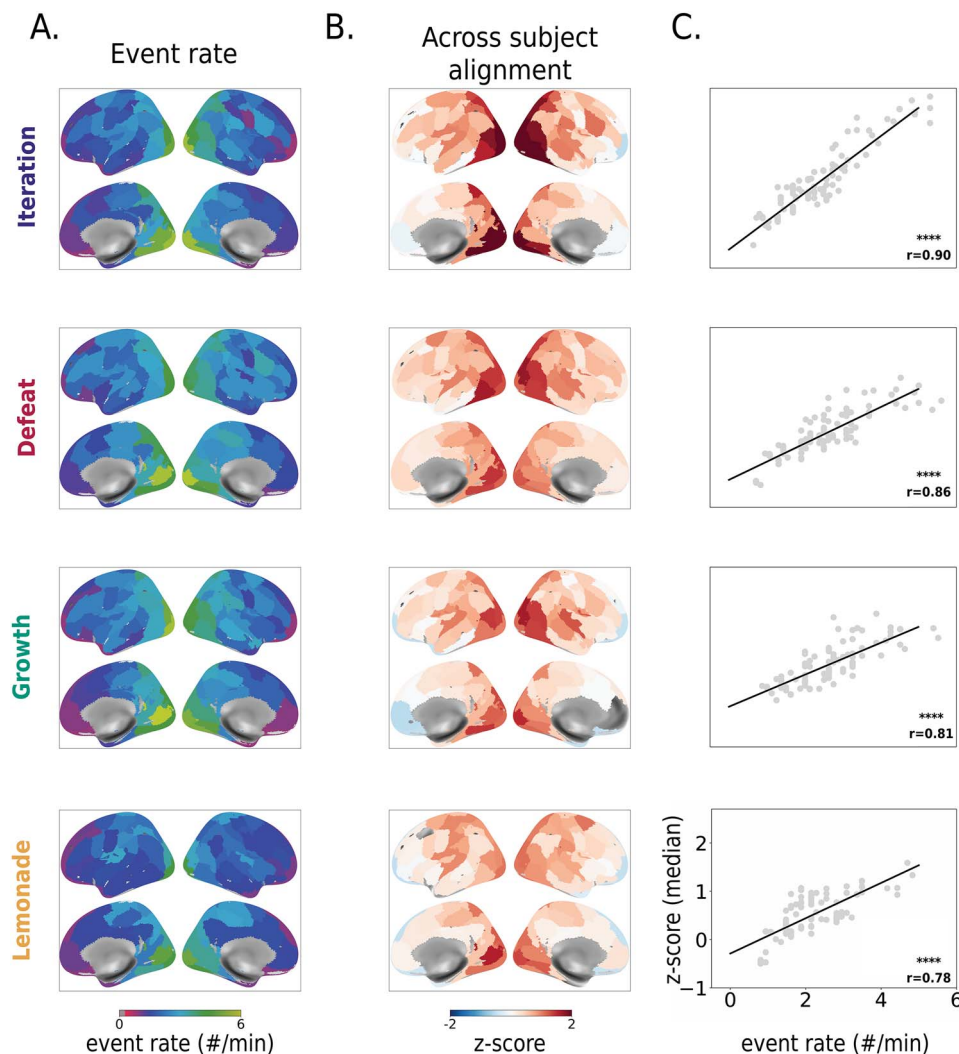 A.
B.
C.
Event rate
Across subject
alignment
Iteration
****
r=0.90
Defeat
****
r=0.86
Growth
****
r=0.81
Lemonade
z-score (median)
2
1
0
−1
****
r=0.78
0 2 4 6
0 6
event rate (#/min)
-2 2
z-score
event rate (#/min)